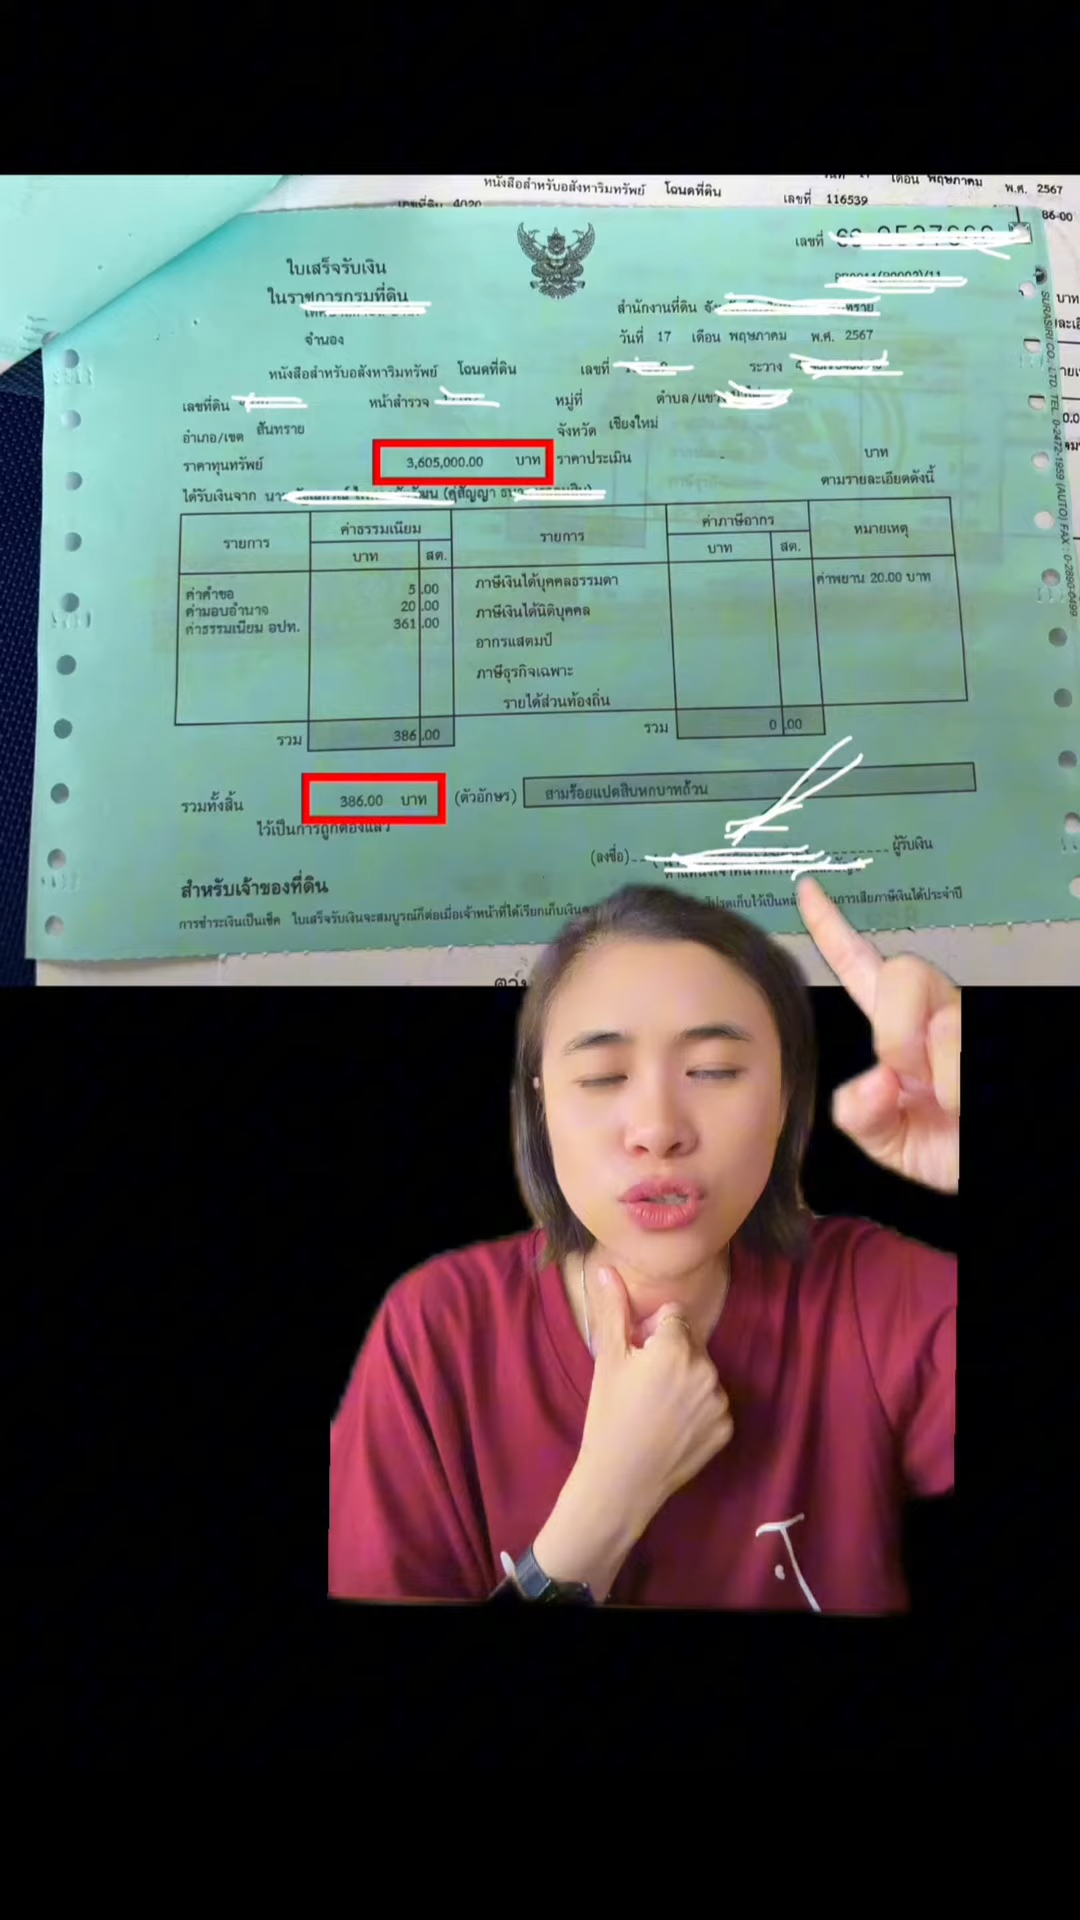 หนังสือสำหรับอสังหาริมทรัพย์ โฉนดที่ดิน
เดือน พฤษภาคม พ.ศ. 2567
เลขที่ 116539
86-00
เลขที่
ใบเสร็จรับเงิน
ในราชการกรมที่ดิน
สำนักงานที่ดิน
จำนอง
วันที่ 17 เดือน พฤษภาคม พ.ศ. 2567
หนังสือสำหรับอสังหาริมทรัพย์ โฉนดที่ดิน เลขที่ ระวาง
เลขที่ดิน หน้าสำรวจ หมู่ที่ ตำบล/แขวง
อำเภอ/เขต สันทราย จังหวัด เชียงใหม่
ราคาทุนทรัพย์ 3,605,000.00 บาท ราคาประเมิน - บาท
ได้รับเงินจาก (คู่สัญญา ตามรายละเอียดดังนี้
รายการ ค่าธรรมเนียม รายการ ค่าภาษีอากร หมายเหตุ
บาท สต. บาท สต.
ค่าคำขอ 5.00 ภาษีเงินได้บุคคลธรรมดา ค่าพยาน 20.00 บาท
ค่ามอบอำนาจ 20.00 ภาษีเงินได้นิติบุคคล
ค่าธรรมเนียม อปท. 361.00
อากรแสตมป์
ภาษีธุรกิจเฉพาะ
รายได้ส่วนท้องถิ่น
รวม 386.00 รวม 0.00
รวมทั้งสิ้น 386.00 บาท (ตัวอักษร) สามร้อยแปดสิบหกบาทถ้วน
ไว้เป็นการถูกต้องแล้ว
(ลงชื่อ) ผู้รับเงิน
สำหรับเจ้าของที่ดิน
การชำระเงินเป็นเช็ค ใบเสร็จรับเงินจะสมบูรณ์ก็ต่อเมื่อเจ้าหน้าที่ได้เรียกเก็บเงิน
SURASIRI CO., LTD. TEL. 0-2472-1959 (AUTO) FAX : 0-2890-0499